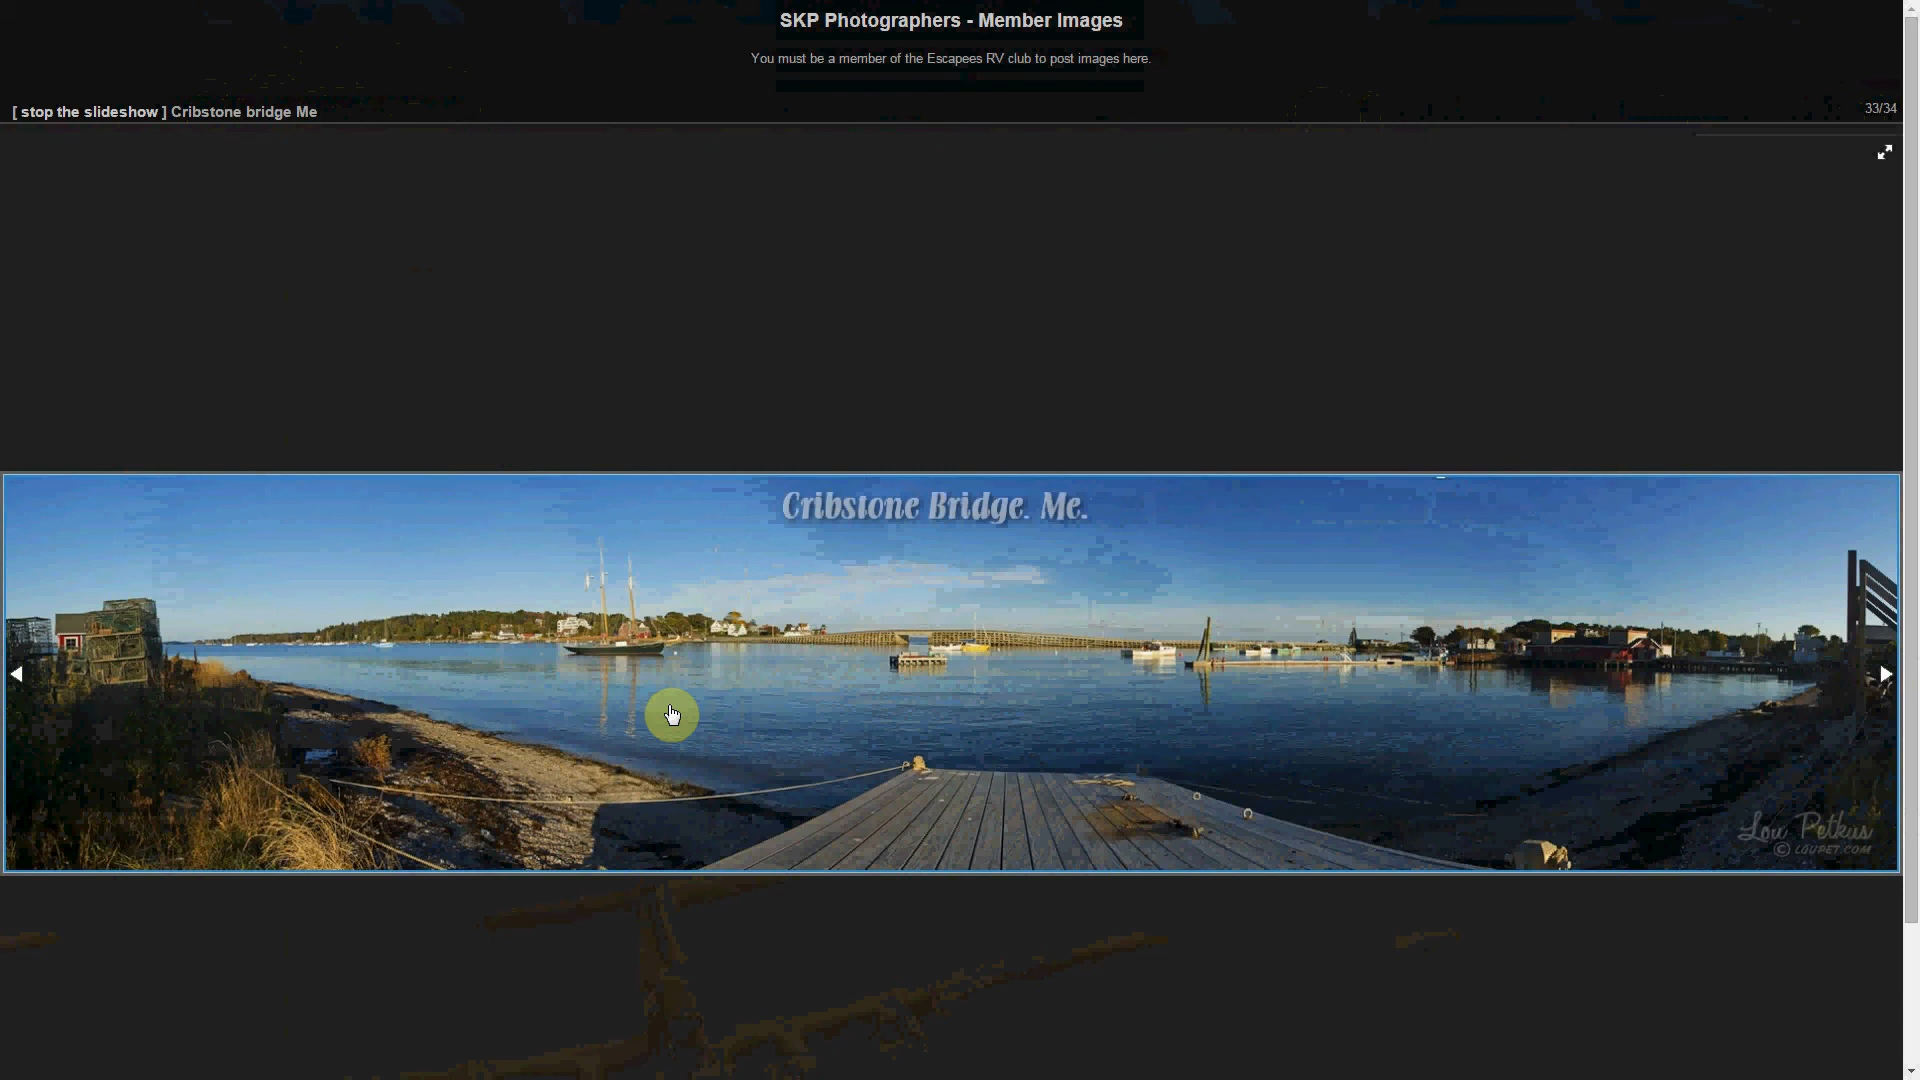 SKP Photographers - Member Images
You must be a member of the Escapees RV club to post images here.
[ stop the slideshow ] Cribstone bridge Me
33/34
Cribstone Bridge. Me.
Lou Petkus
© LOUPET.COM